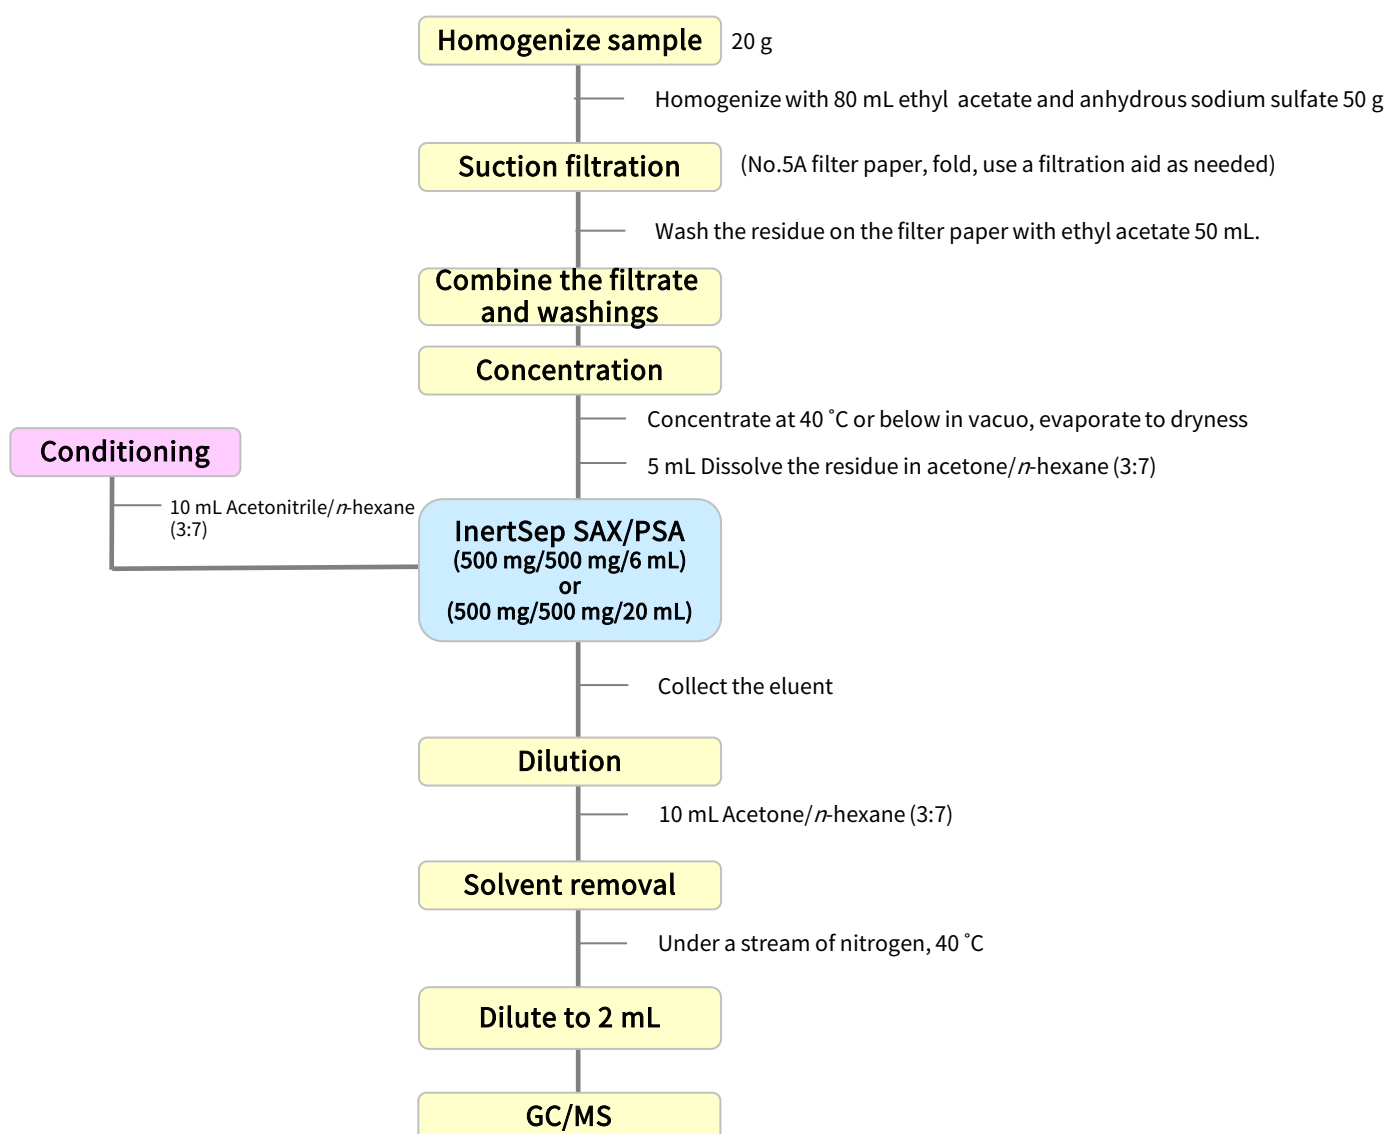 Homogenize sample 20 g
Homogenize with 80 mL ethyl acetate and anhydrous sodium sulfate 50 g
Suction filtration (No.5A filter paper, fold, use a filtration aid as needed)
Wash the residue on the filter paper with ethyl acetate 50 mL.
Combine the filtrate
and washings
Concentration
Concentrate at 40 ˚C or below in vacuo, evaporate to dryness
5 mL Dissolve the residue in acetone/n-hexane (3:7)
Conditioning
10 mL Acetonitrile/n-hexane
(3:7)
InertSep SAX/PSA
(500 mg/500 mg/6 mL)
or
(500 mg/500 mg/20 mL)
Collect the eluent
Dilution
10 mL Acetone/n-hexane (3:7)
Solvent removal
Under a stream of nitrogen, 40 ˚C
Dilute to 2 mL
GC/MS